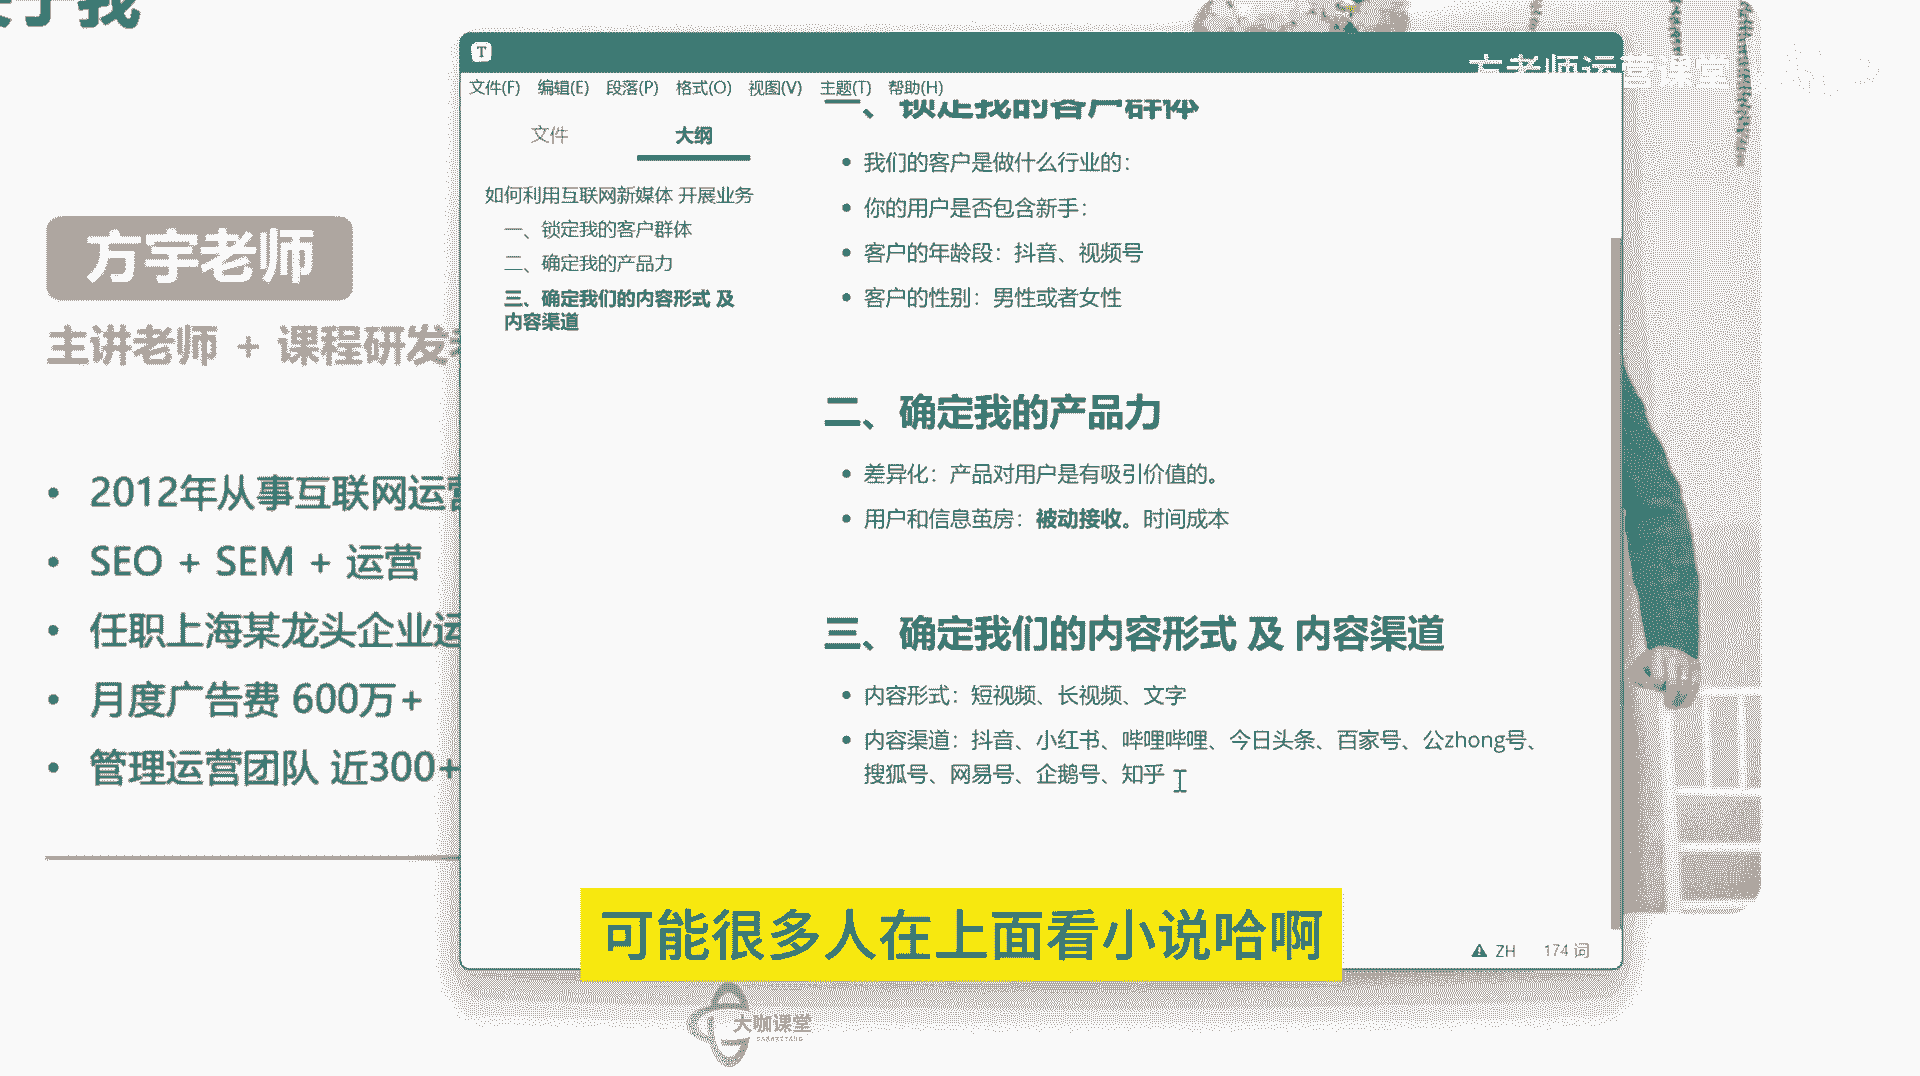 关于我
方宇老师
主讲老师 + 课程研发
2012年从事互联网运营
SEO + SEM + 运营
任职上海某龙头企业运
月度广告费 600万+
管理运营团队 近300+
T
方老师运营课堂
文件(F) 编辑(E) 段落(P) 格式(O) 视图(V) 主题(T) 帮助(H)
文件 大纲
如何利用互联网新媒体 开展业务
一、锁定我的客户群体
二、确定我的产品力
三、确定我们的内容形式 及
内容渠道
一、锁定我的客户群体
我们的客户是做什么行业的：
你的用户是否包含新手：
客户的年龄段：抖音、视频号
客户的性别：男性或者女性
二、确定我的产品力
差异化：产品对用户是有吸引价值的。
用户和信息茧房：被动接收。时间成本
三、确定我们的内容形式 及 内容渠道
内容形式：短视频、长视频、文字
内容渠道：抖音、小红书、哔哩哔哩、今日头条、百家号、公zhong号、
搜狐号、网易号、企鹅号、知乎
ZH 174 词
可能很多人在上面看小说哈啊
大咖课堂